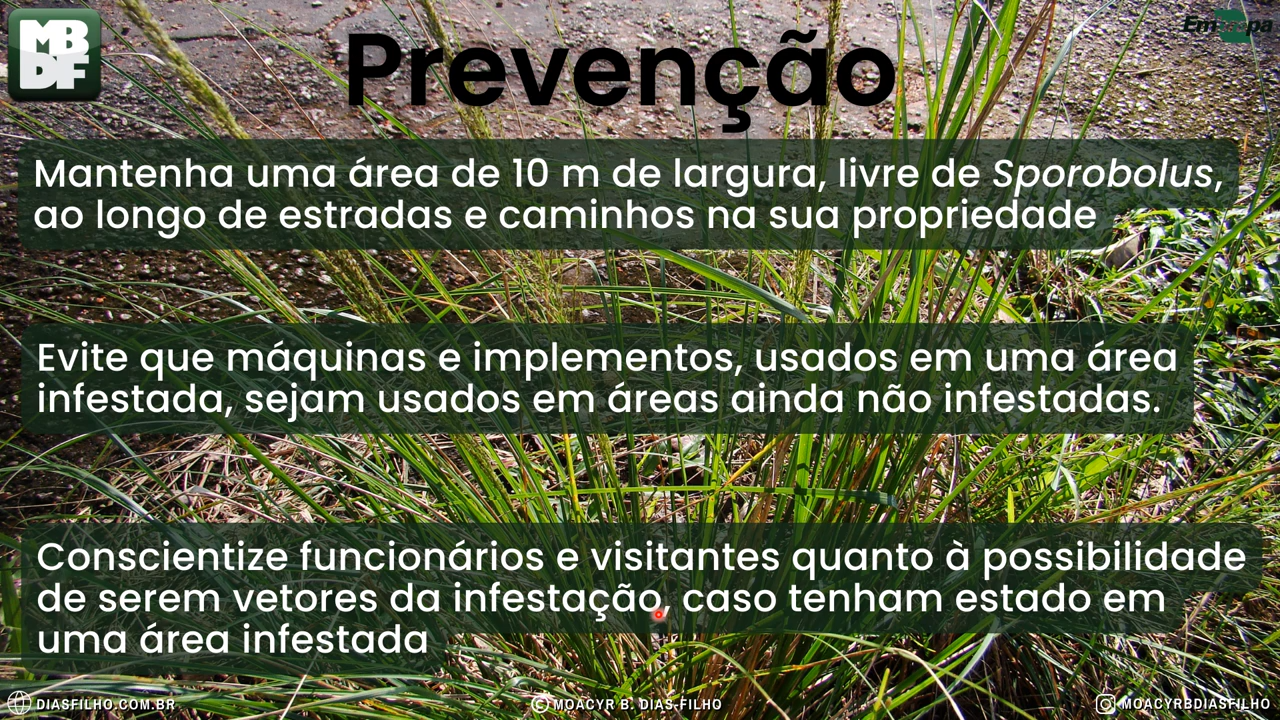 MB
DF
Embrapa
Prevenção
Mantenha uma área de 10 m de largura, livre de Sporobolus,
ao longo de estradas e caminhos na sua propriedade
Evite que máquinas e implementos, usados em uma área
infestada, sejam usados em áreas ainda não infestadas.
Conscientize funcionários e visitantes quanto à possibilidade
de serem vetores da infestação, caso tenham estado em
uma área infestada
DIASFILHO.COM.BR
© MOACYR B. DIAS-FILHO
MOACYRBDIASFILHO